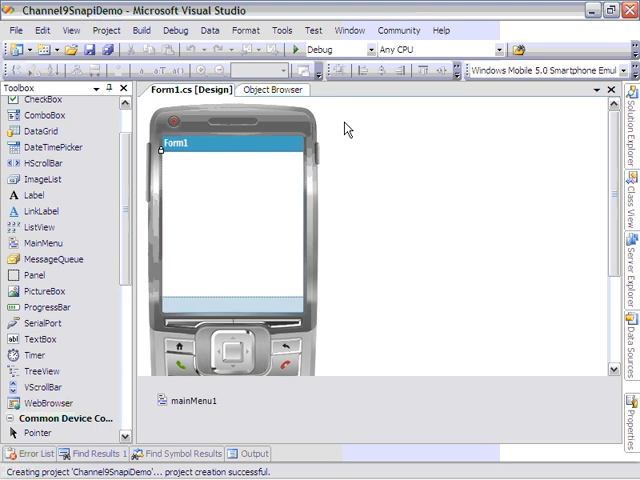 Channel9SnapiDemo - Microsoft Visual Studio
File Edit View Project Build Debug Data Format Tools Test Window Community Help
Debug Any CPU
Windows Mobile 5.0 Smartphone Emul
Toolbox
Form1.cs [Design] Object Browser
CheckBox
ComboBox
DataGrid
DateTimePicker
HScrollBar
ImageList
Label
LinkLabel
ListView
MainMenu
MessageQueue
Panel
PictureBox
ProgressBar
SerialPort
TextBox
Timer
TreeView
VScrollBar
WebBrowser
Common Device Co...
Pointer
Form1
mainMenu1
Solution Explorer
Class View
Server Explorer
Data Sources
Properties
Error List Find Results 1 Find Symbol Results Output
Creating project 'Channel9SnapiDemo'... project creation successful.